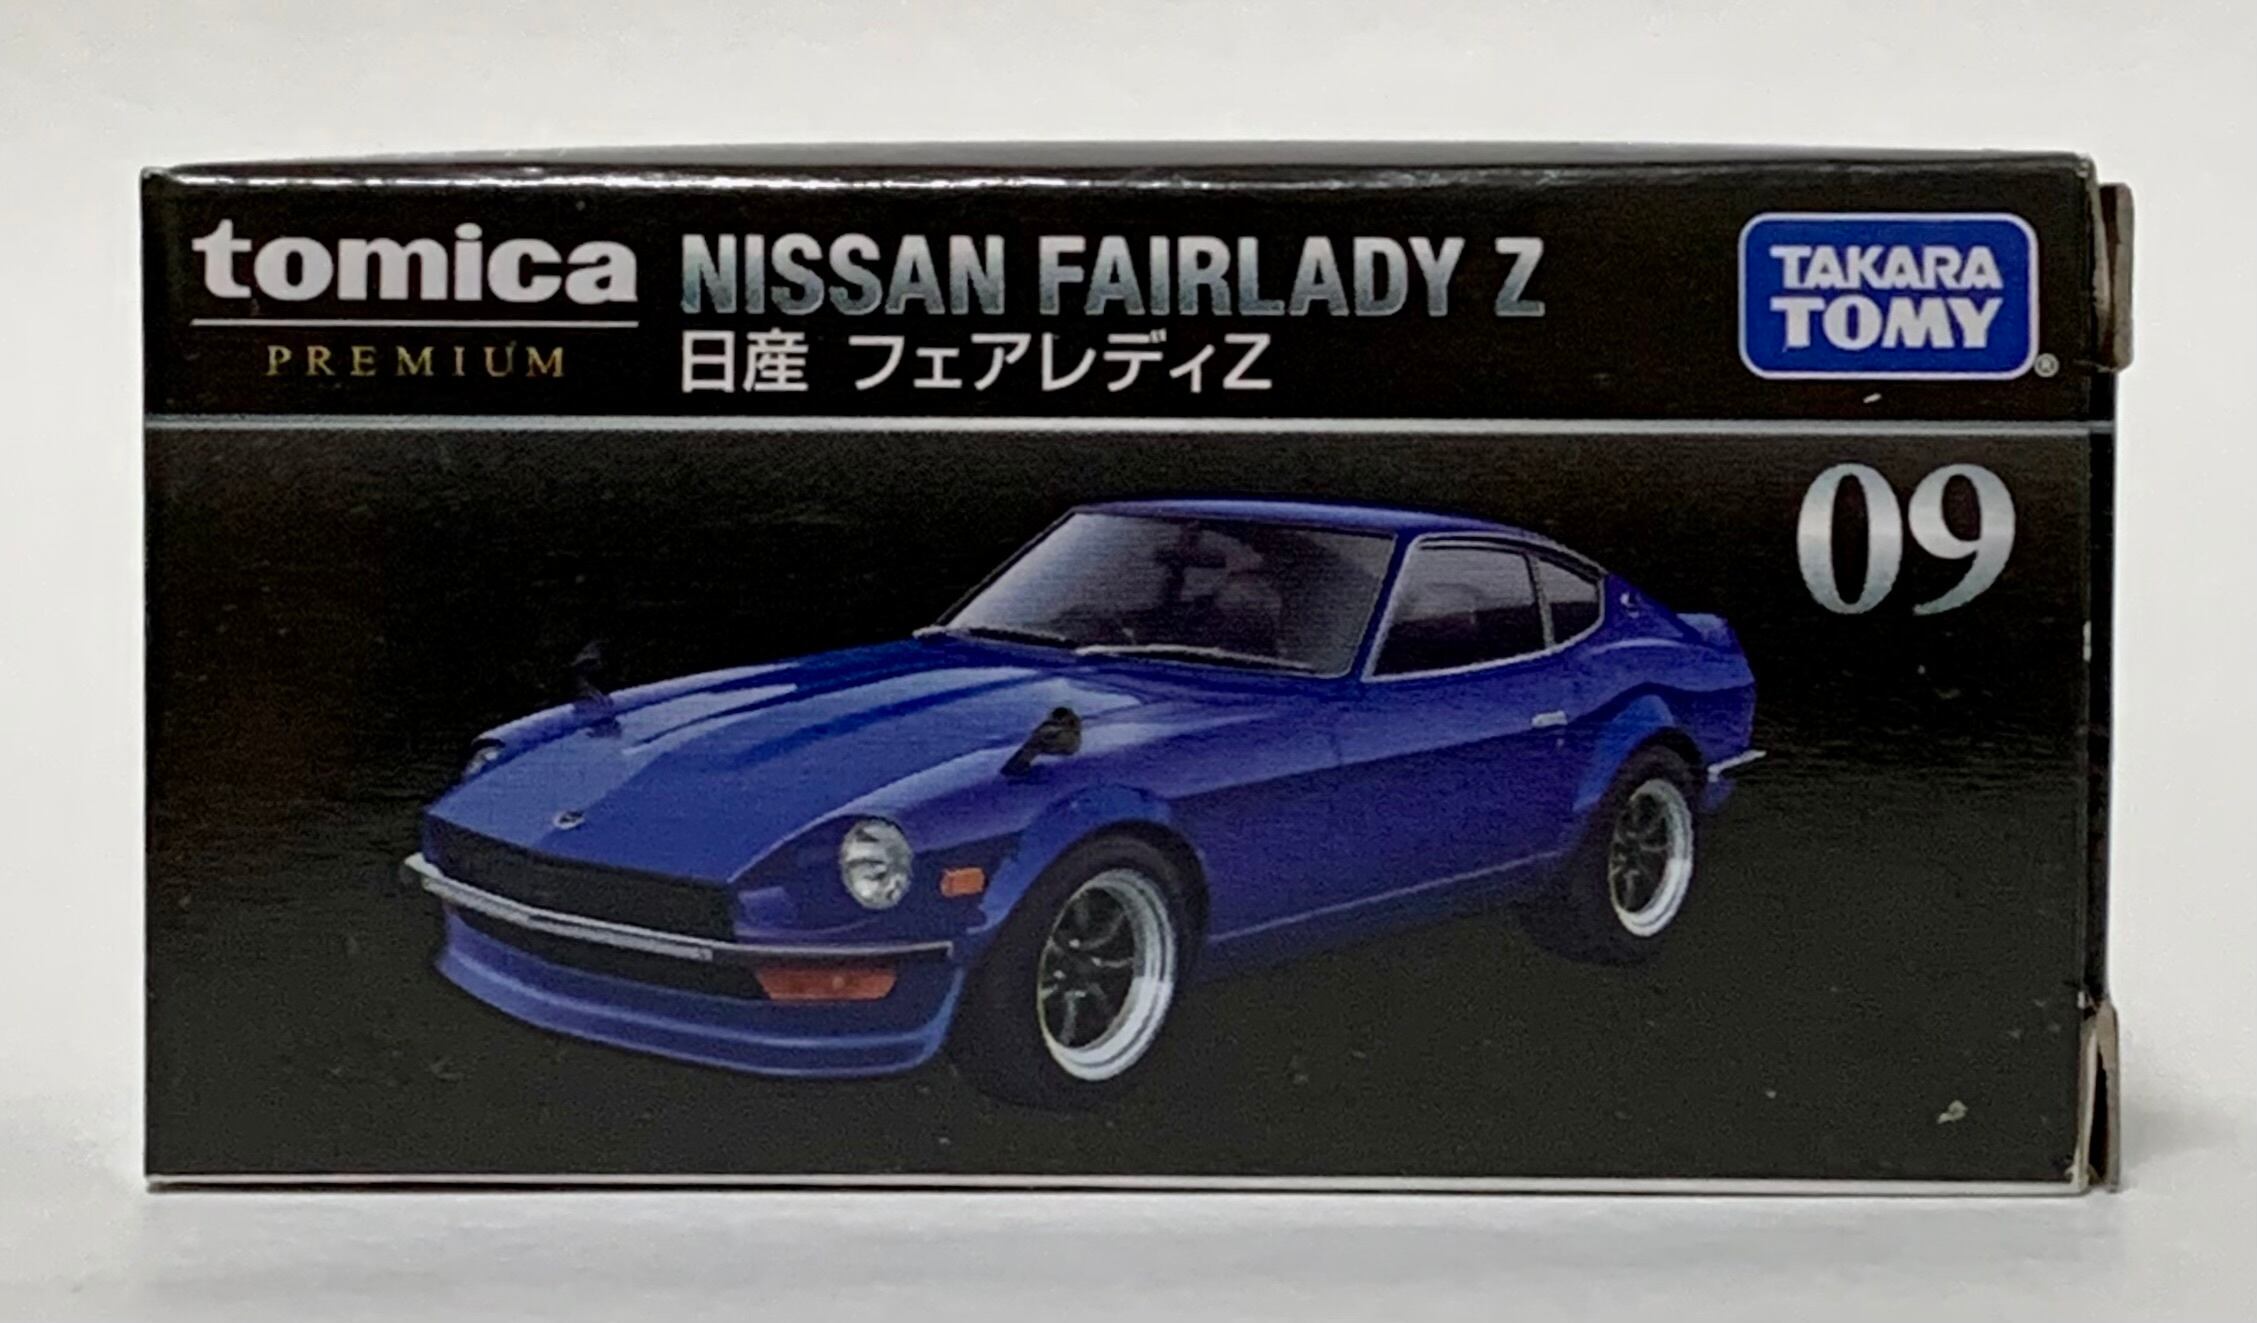 tomica
PREMIUM
NISSAN FAIRLADY Z
日産 フェアレディZ
TAKARA
TOMY
®
09